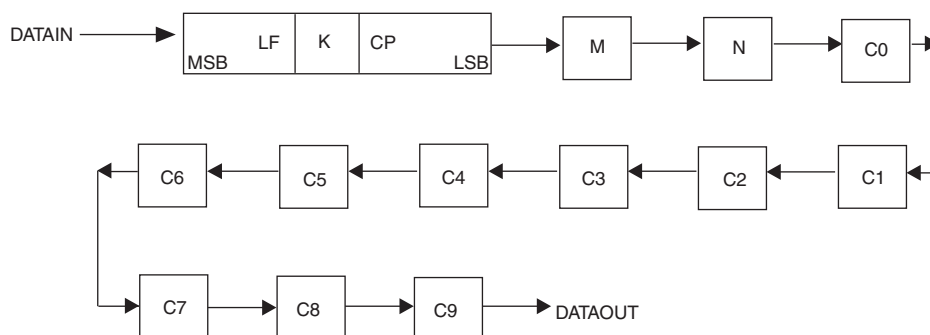 DATAIN
LF K CP
MSB LSB
M N C0
C6 C5 C4 C3 C2 C1
C7 C8 C9 DATAOUT